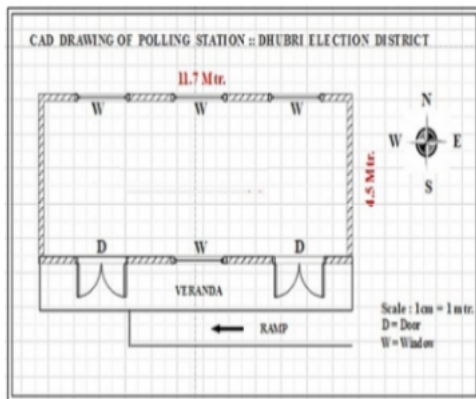 CAD DRAWING OF POLLING STATION :: DHUBRI ELECTION DISTRICT
11.7 Mtr.
W W W
N
W E
S
4.5 Mtr.
D W D
VERANDA
RAMP
Scale : 1cm = 1 mtr.
D= Door
W= Window